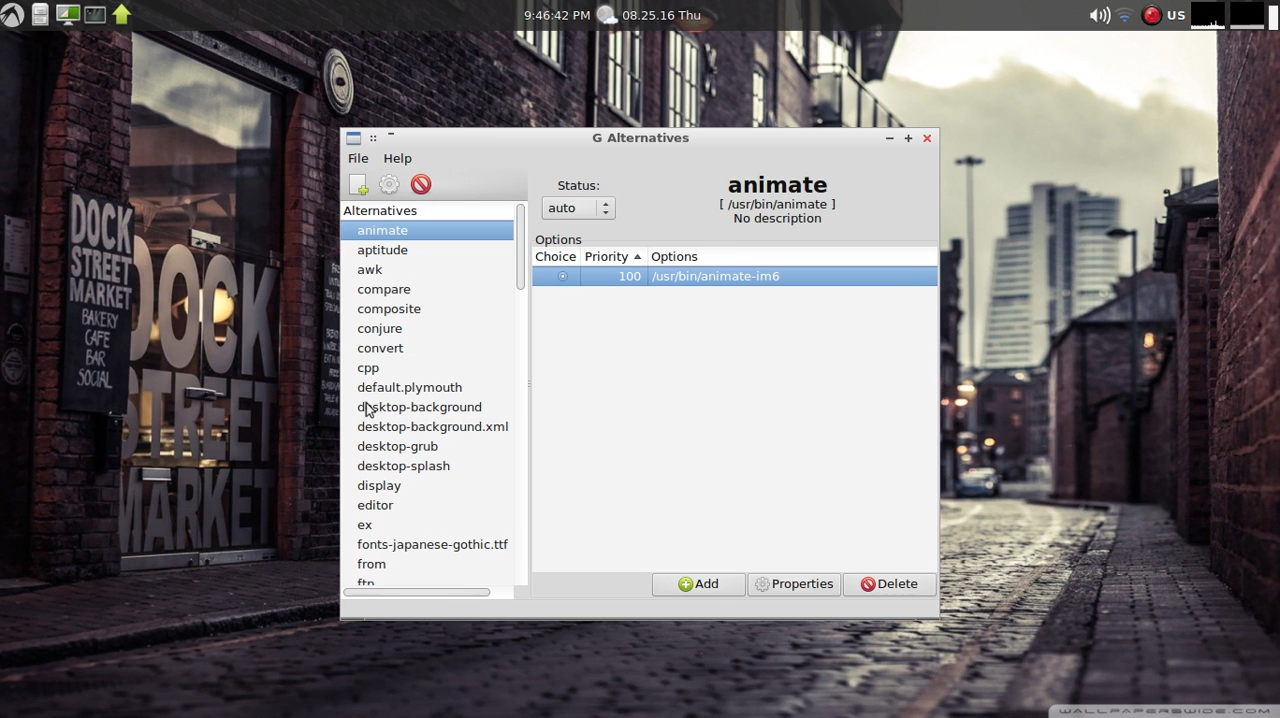 9:46:42 PM 08.25.16 Thu
US
G Alternatives
File Help
Status:
auto
animate
[ /usr/bin/animate ]
No description
Alternatives
animate
aptitude
awk
compare
composite
conjure
convert
cpp
default.plymouth
desktop-background
desktop-background.xml
desktop-grub
desktop-splash
display
editor
ex
fonts-japanese-gothic.ttf
from
ftp
Options
Choice Priority Options
100 /usr/bin/animate-im6
Add Properties Delete
DOCK
STREET
MARKET
BAKERY
CAFE
BAR
SOCIAL
DOCK
STREET
MARKET
WALLPAPERSWIDE.COM